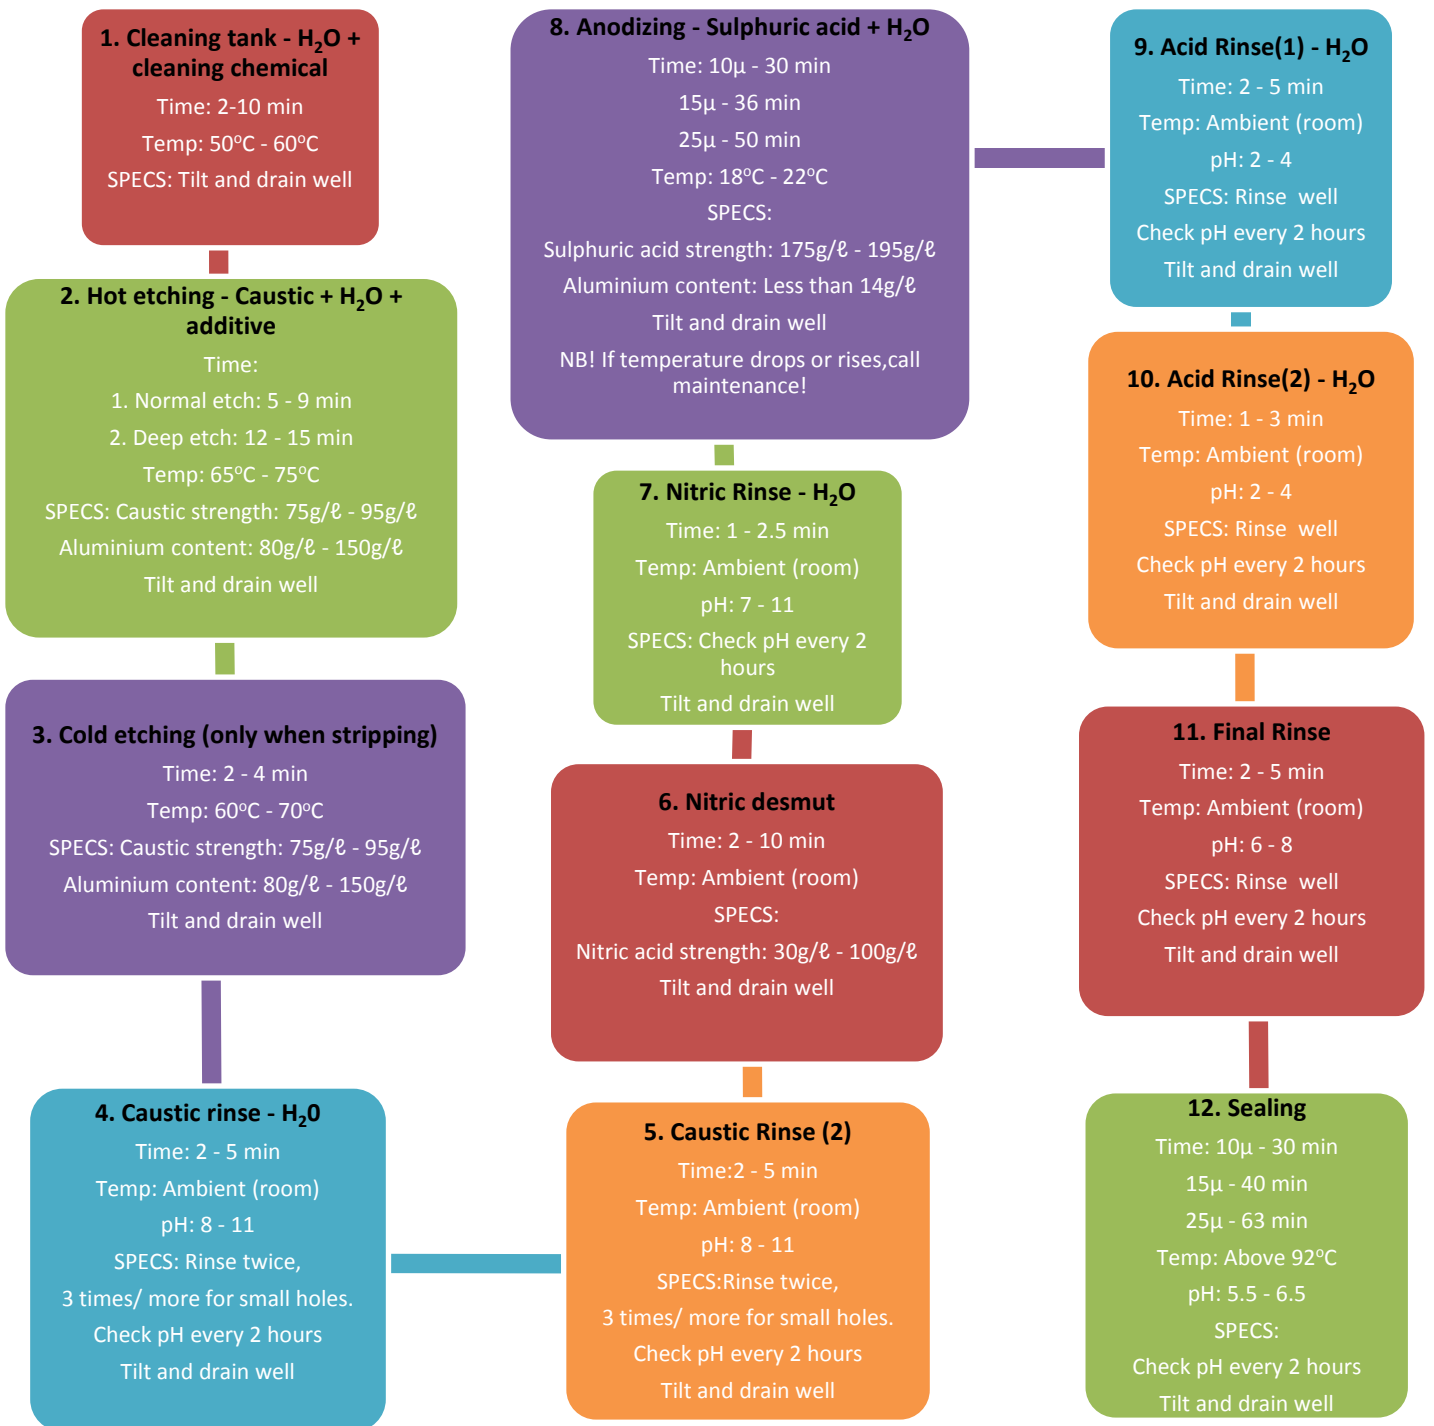 1. Cleaning tank - H₂O +
cleaning chemical
Time: 2-10 min
Temp: 50°C - 60°C
SPECS: Tilt and drain well
2. Hot etching - Caustic + H₂O +
additive
Time:
1. Normal etch: 5 - 9 min
2. Deep etch: 12 - 15 min
Temp: 65°C - 75°C
SPECS: Caustic strength: 75g/ℓ - 95g/ℓ
Aluminium content: 80g/ℓ - 150g/ℓ
Tilt and drain well
3. Cold etching (only when stripping)
Time: 2 - 4 min
Temp: 60°C - 70°C
SPECS: Caustic strength: 75g/ℓ - 95g/ℓ
Aluminium content: 80g/ℓ - 150g/ℓ
Tilt and drain well
4. Caustic rinse - H₂0
Time: 2 - 5 min
Temp: Ambient (room)
pH: 8 - 11
SPECS: Rinse twice,
3 times/ more for small holes.
Check pH every 2 hours
Tilt and drain well
5. Caustic Rinse (2)
Time:2 - 5 min
Temp: Ambient (room)
pH: 8 - 11
SPECS:Rinse twice,
3 times/ more for small holes.
Check pH every 2 hours
Tilt and drain well
6. Nitric desmut
Time: 2 - 10 min
Temp: Ambient (room)
SPECS:
Nitric acid strength: 30g/ℓ - 100g/ℓ
Tilt and drain well
7. Nitric Rinse - H₂O
Time: 1 - 2.5 min
Temp: Ambient (room)
pH: 7 - 11
SPECS: Check pH every 2
hours
Tilt and drain well
8. Anodizing - Sulphuric acid + H₂O
Time: 10µ - 30 min
15µ - 36 min
25µ - 50 min
Temp: 18°C - 22°C
SPECS:
Sulphuric acid strength: 175g/ℓ - 195g/ℓ
Aluminium content: Less than 14g/ℓ
Tilt and drain well
NB! If temperature drops or rises,call
maintenance!
9. Acid Rinse(1) - H₂O
Time: 2 - 5 min
Temp: Ambient (room)
pH: 2 - 4
SPECS: Rinse well
Check pH every 2 hours
Tilt and drain well
10. Acid Rinse(2) - H₂O
Time: 1 - 3 min
Temp: Ambient (room)
pH: 2 - 4
SPECS: Rinse well
Check pH every 2 hours
Tilt and drain well
11. Final Rinse
Time: 2 - 5 min
Temp: Ambient (room)
pH: 6 - 8
SPECS: Rinse well
Check pH every 2 hours
Tilt and drain well
12. Sealing
Time: 10µ - 30 min
15µ - 40 min
25µ - 63 min
Temp: Above 92°C
pH: 5.5 - 6.5
SPECS:
Check pH every 2 hours
Tilt and drain well